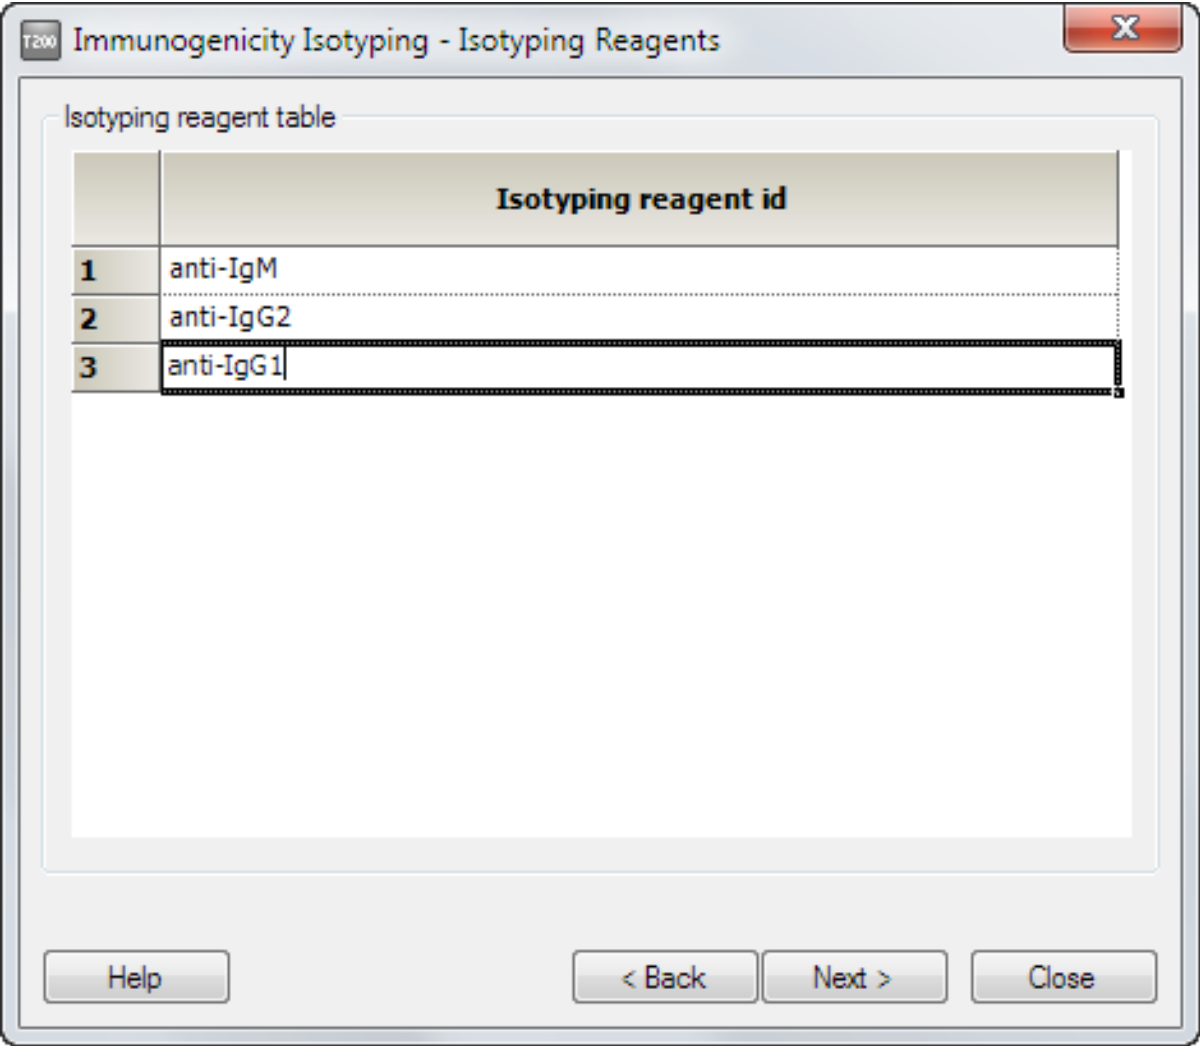 T200 Immunogenicity Isotyping - Isotyping Reagents
X
Isotyping reagent table
Isotyping reagent id
1 anti-IgM
2 anti-IgG2
3 anti-IgG1
Help < Back Next > Close